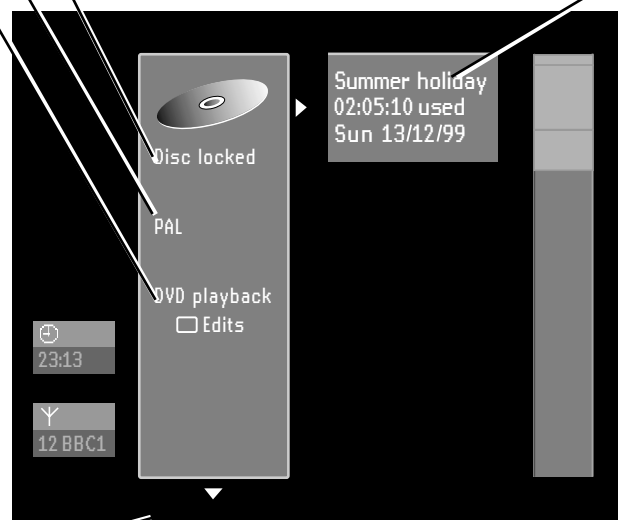 Summer holiday
02:05:10 used
Sun 13/12/99
Disc locked
PAL
DVD playback
Edits
23:13
12 BBC1